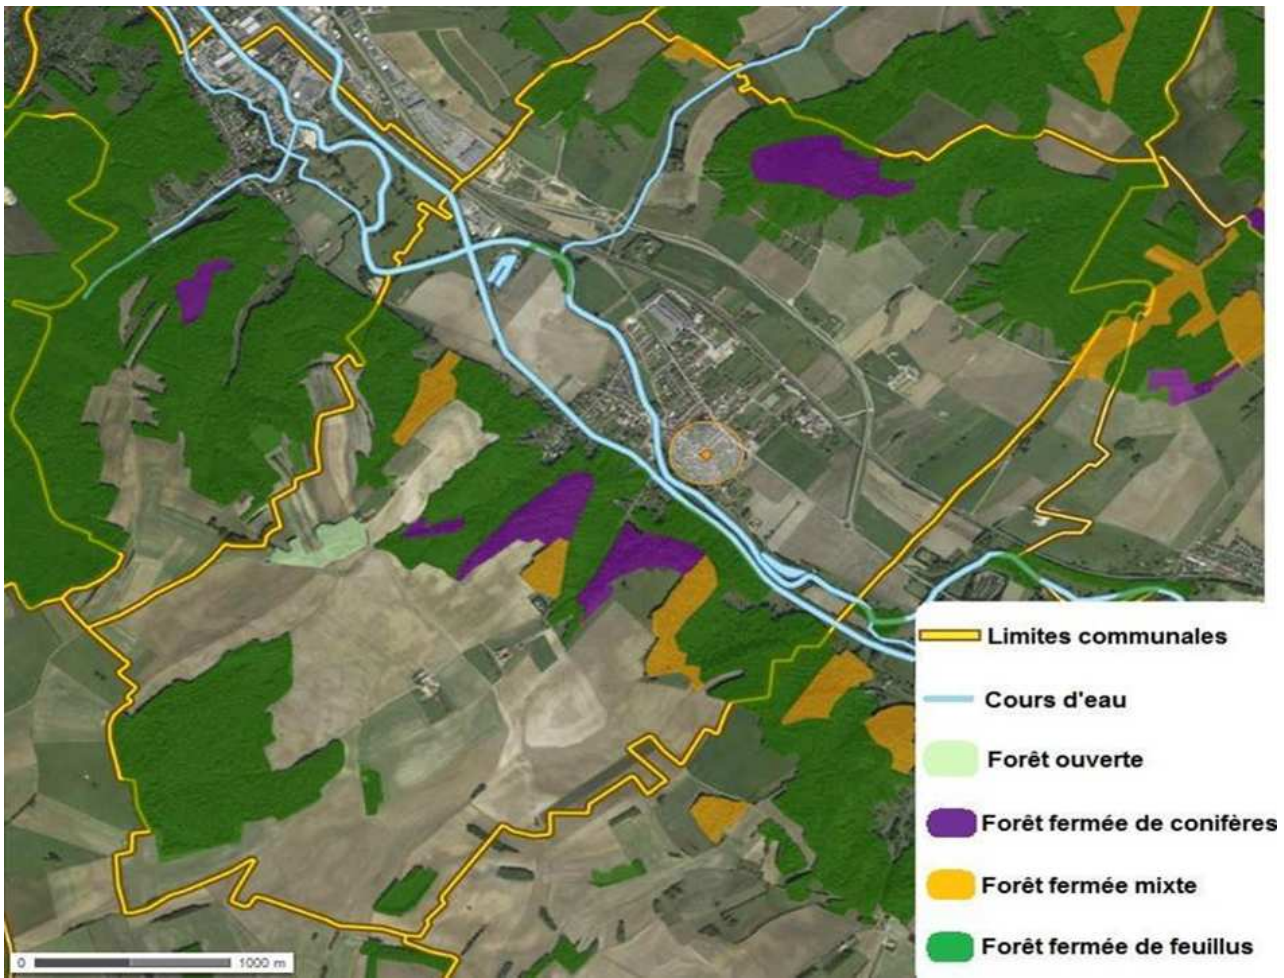 Limites communales
Cours d'eau
Forêt ouverte
Forêt fermée de conifères
Forêt fermée mixte
Forêt fermée de feuillus
0 1000 m